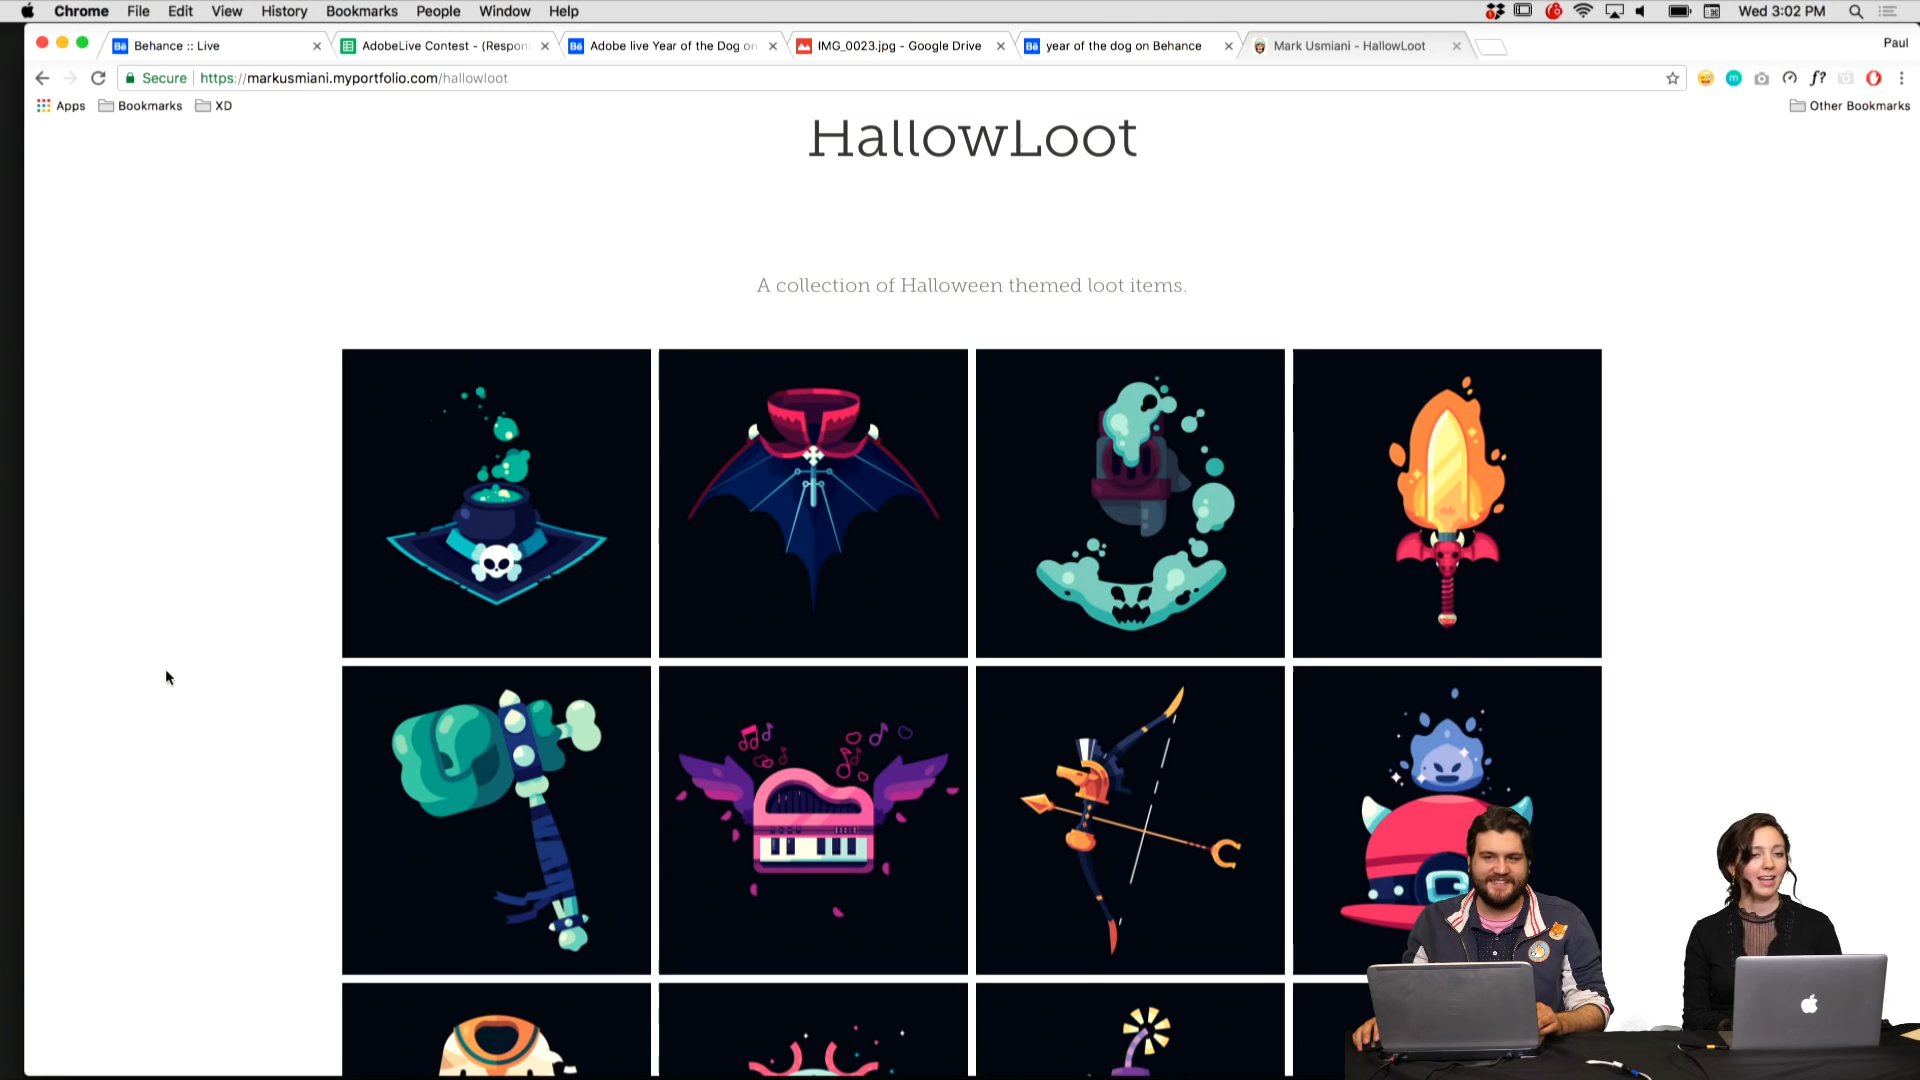 Chrome File Edit View History Bookmarks People Window Help Wed 3:02 PM
Behance :: Live AdobeLive Contest - (Respon Adobe live Year of the Dog on IMG_0023.jpg - Google Drive year of the dog on Behance Mark Usmiani - HallowLoot Paul
Secure https://markusmiani.myportfolio.com/hallowloot
Apps Bookmarks XD Other Bookmarks
HallowLoot
A collection of Halloween themed loot items.